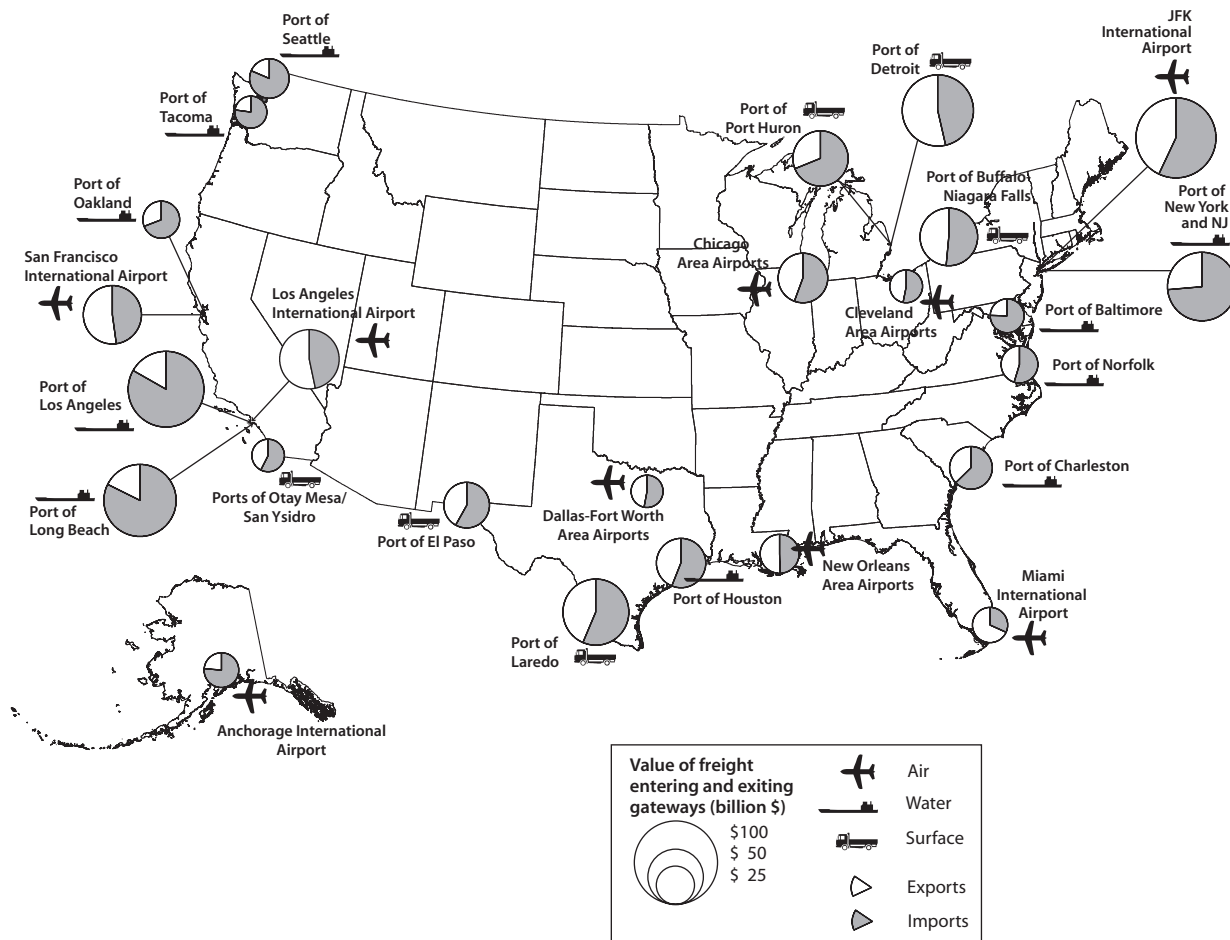 Port of
Seattle
Port of
Tacoma
Port of
Oakland
San Francisco
International Airport
Los Angeles
International Airport
Port of
Los Angeles
Port of
Long Beach
Ports of Otay Mesa/
San Ysidro
Port of El Paso
Dallas-Fort Worth
Area Airports
Port of
Laredo
Port of Houston
New Orleans
Area Airports
Miami
International
Airport
Port of Charleston
Port of Norfolk
Port of Baltimore
Cleveland
Area Airports
Chicago
Area Airports
Port of Buffalo-
Niagara Falls
Port of
Port Huron
Port of
Detroit
JFK
International
Airport
Port of
New York
and NJ
Anchorage International
Airport
Value of freight
entering and exiting
gateways (billion $)
$100
$ 50
$ 25
Air
Water
Surface
Exports
Imports